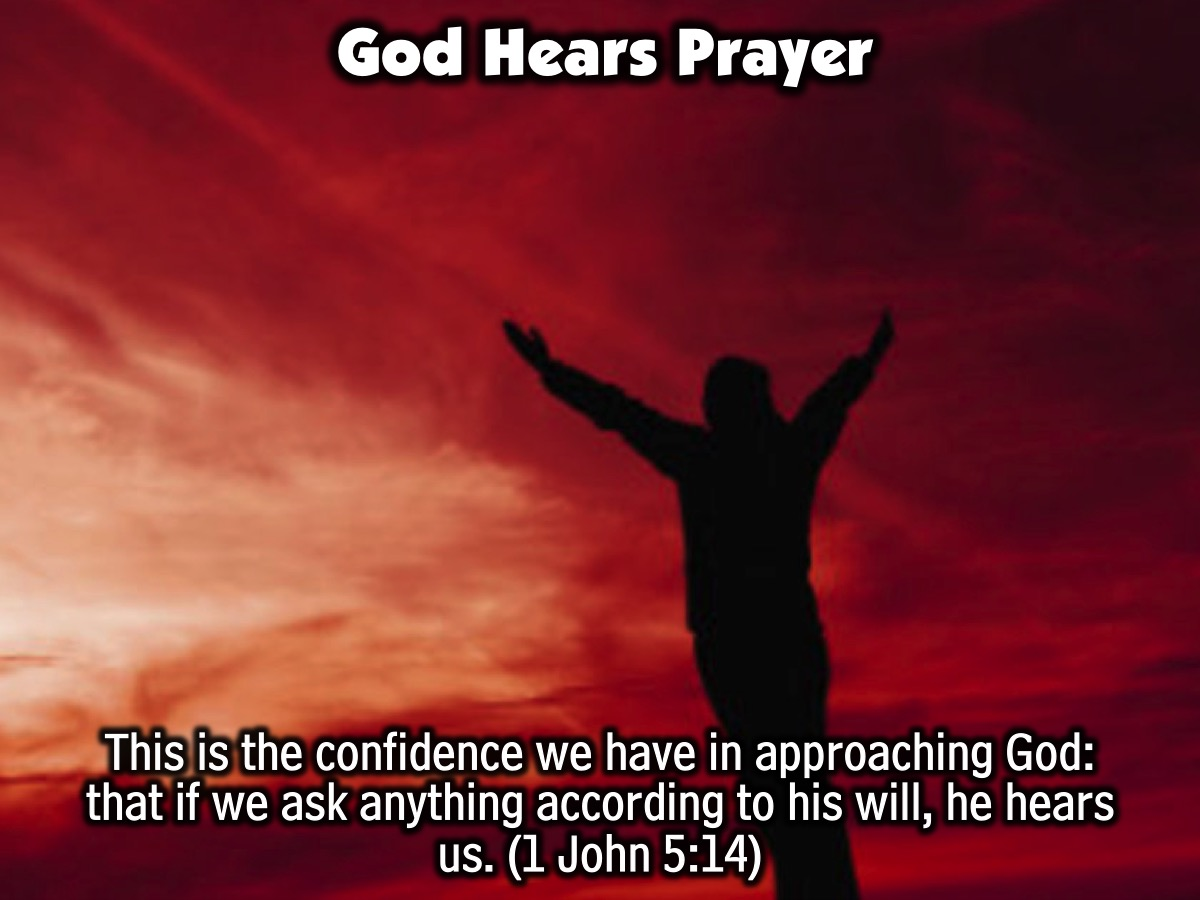 God Hears Prayer
This is the confidence we have in approaching God:
that if we ask anything according to his will, he hears
us. (1 John 5:14)